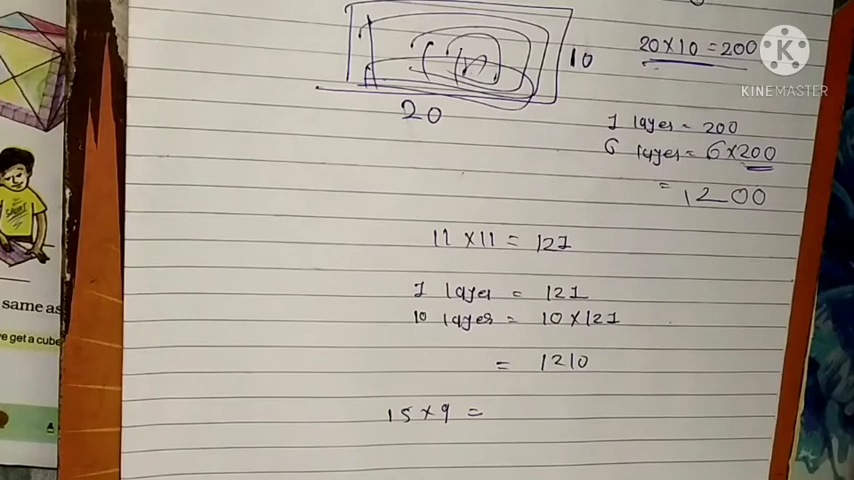 20 × 10 = 200
10
KINEMASTER
20
1 layer = 200
6 layer = 6 × 200
= 1200
11 × 11 = 121
1 layer = 121
10 layer = 10 × 121
= 1210
15 × 9 =
same as
get a cube